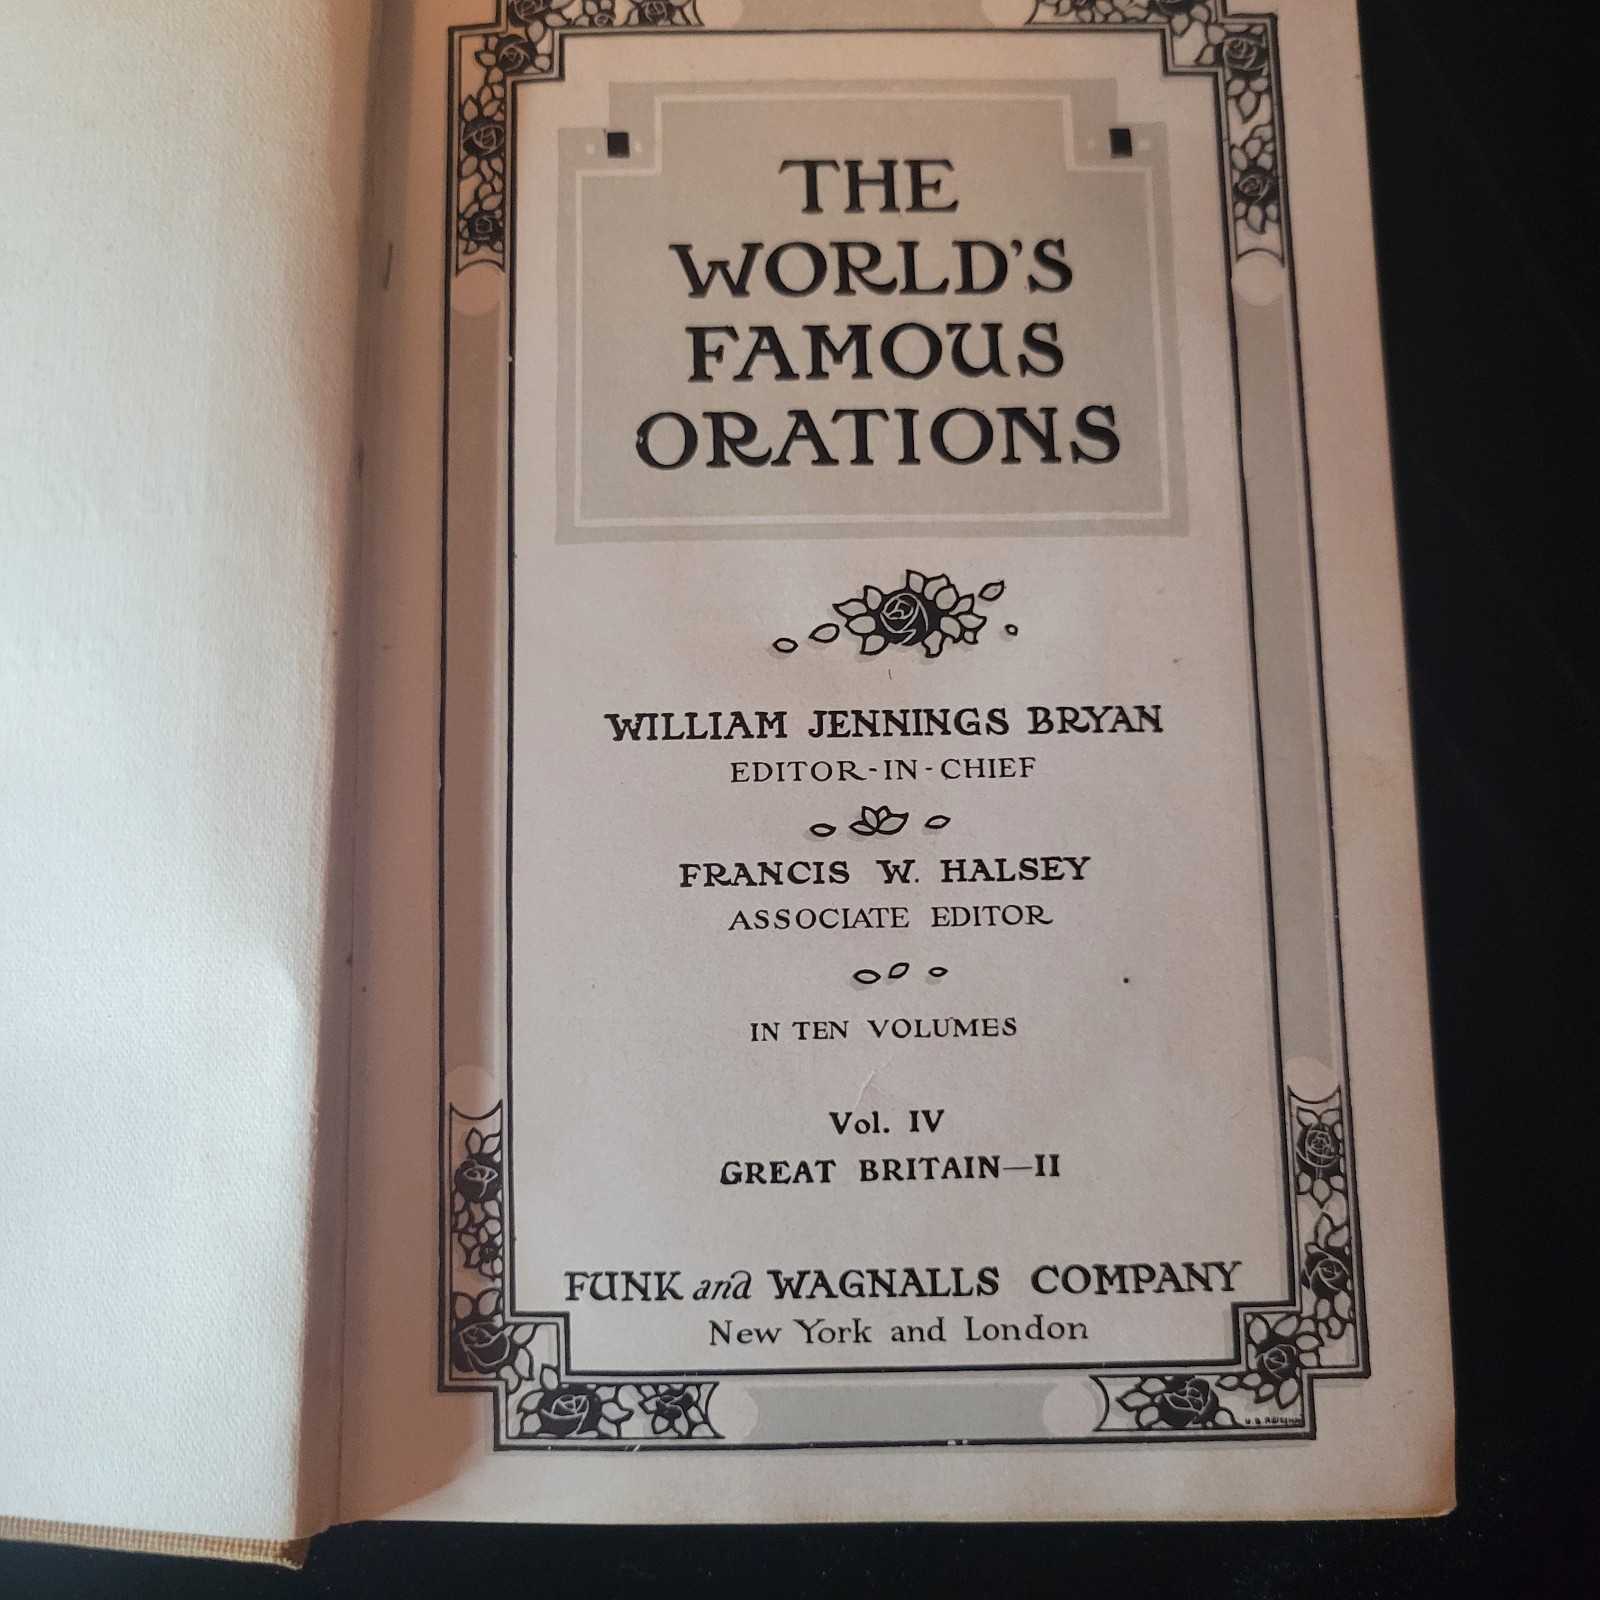 THE
WORLD'S
FAMOUS
ORATIONS
WILLIAM JENNINGS BRYAN
EDITOR-IN-CHIEF
FRANCIS W. HALSEY
ASSOCIATE EDITOR
IN TEN VOLUMES
Vol. IV
GREAT BRITAIN—II
FUNK and WAGNALLS COMPANY
New York and London